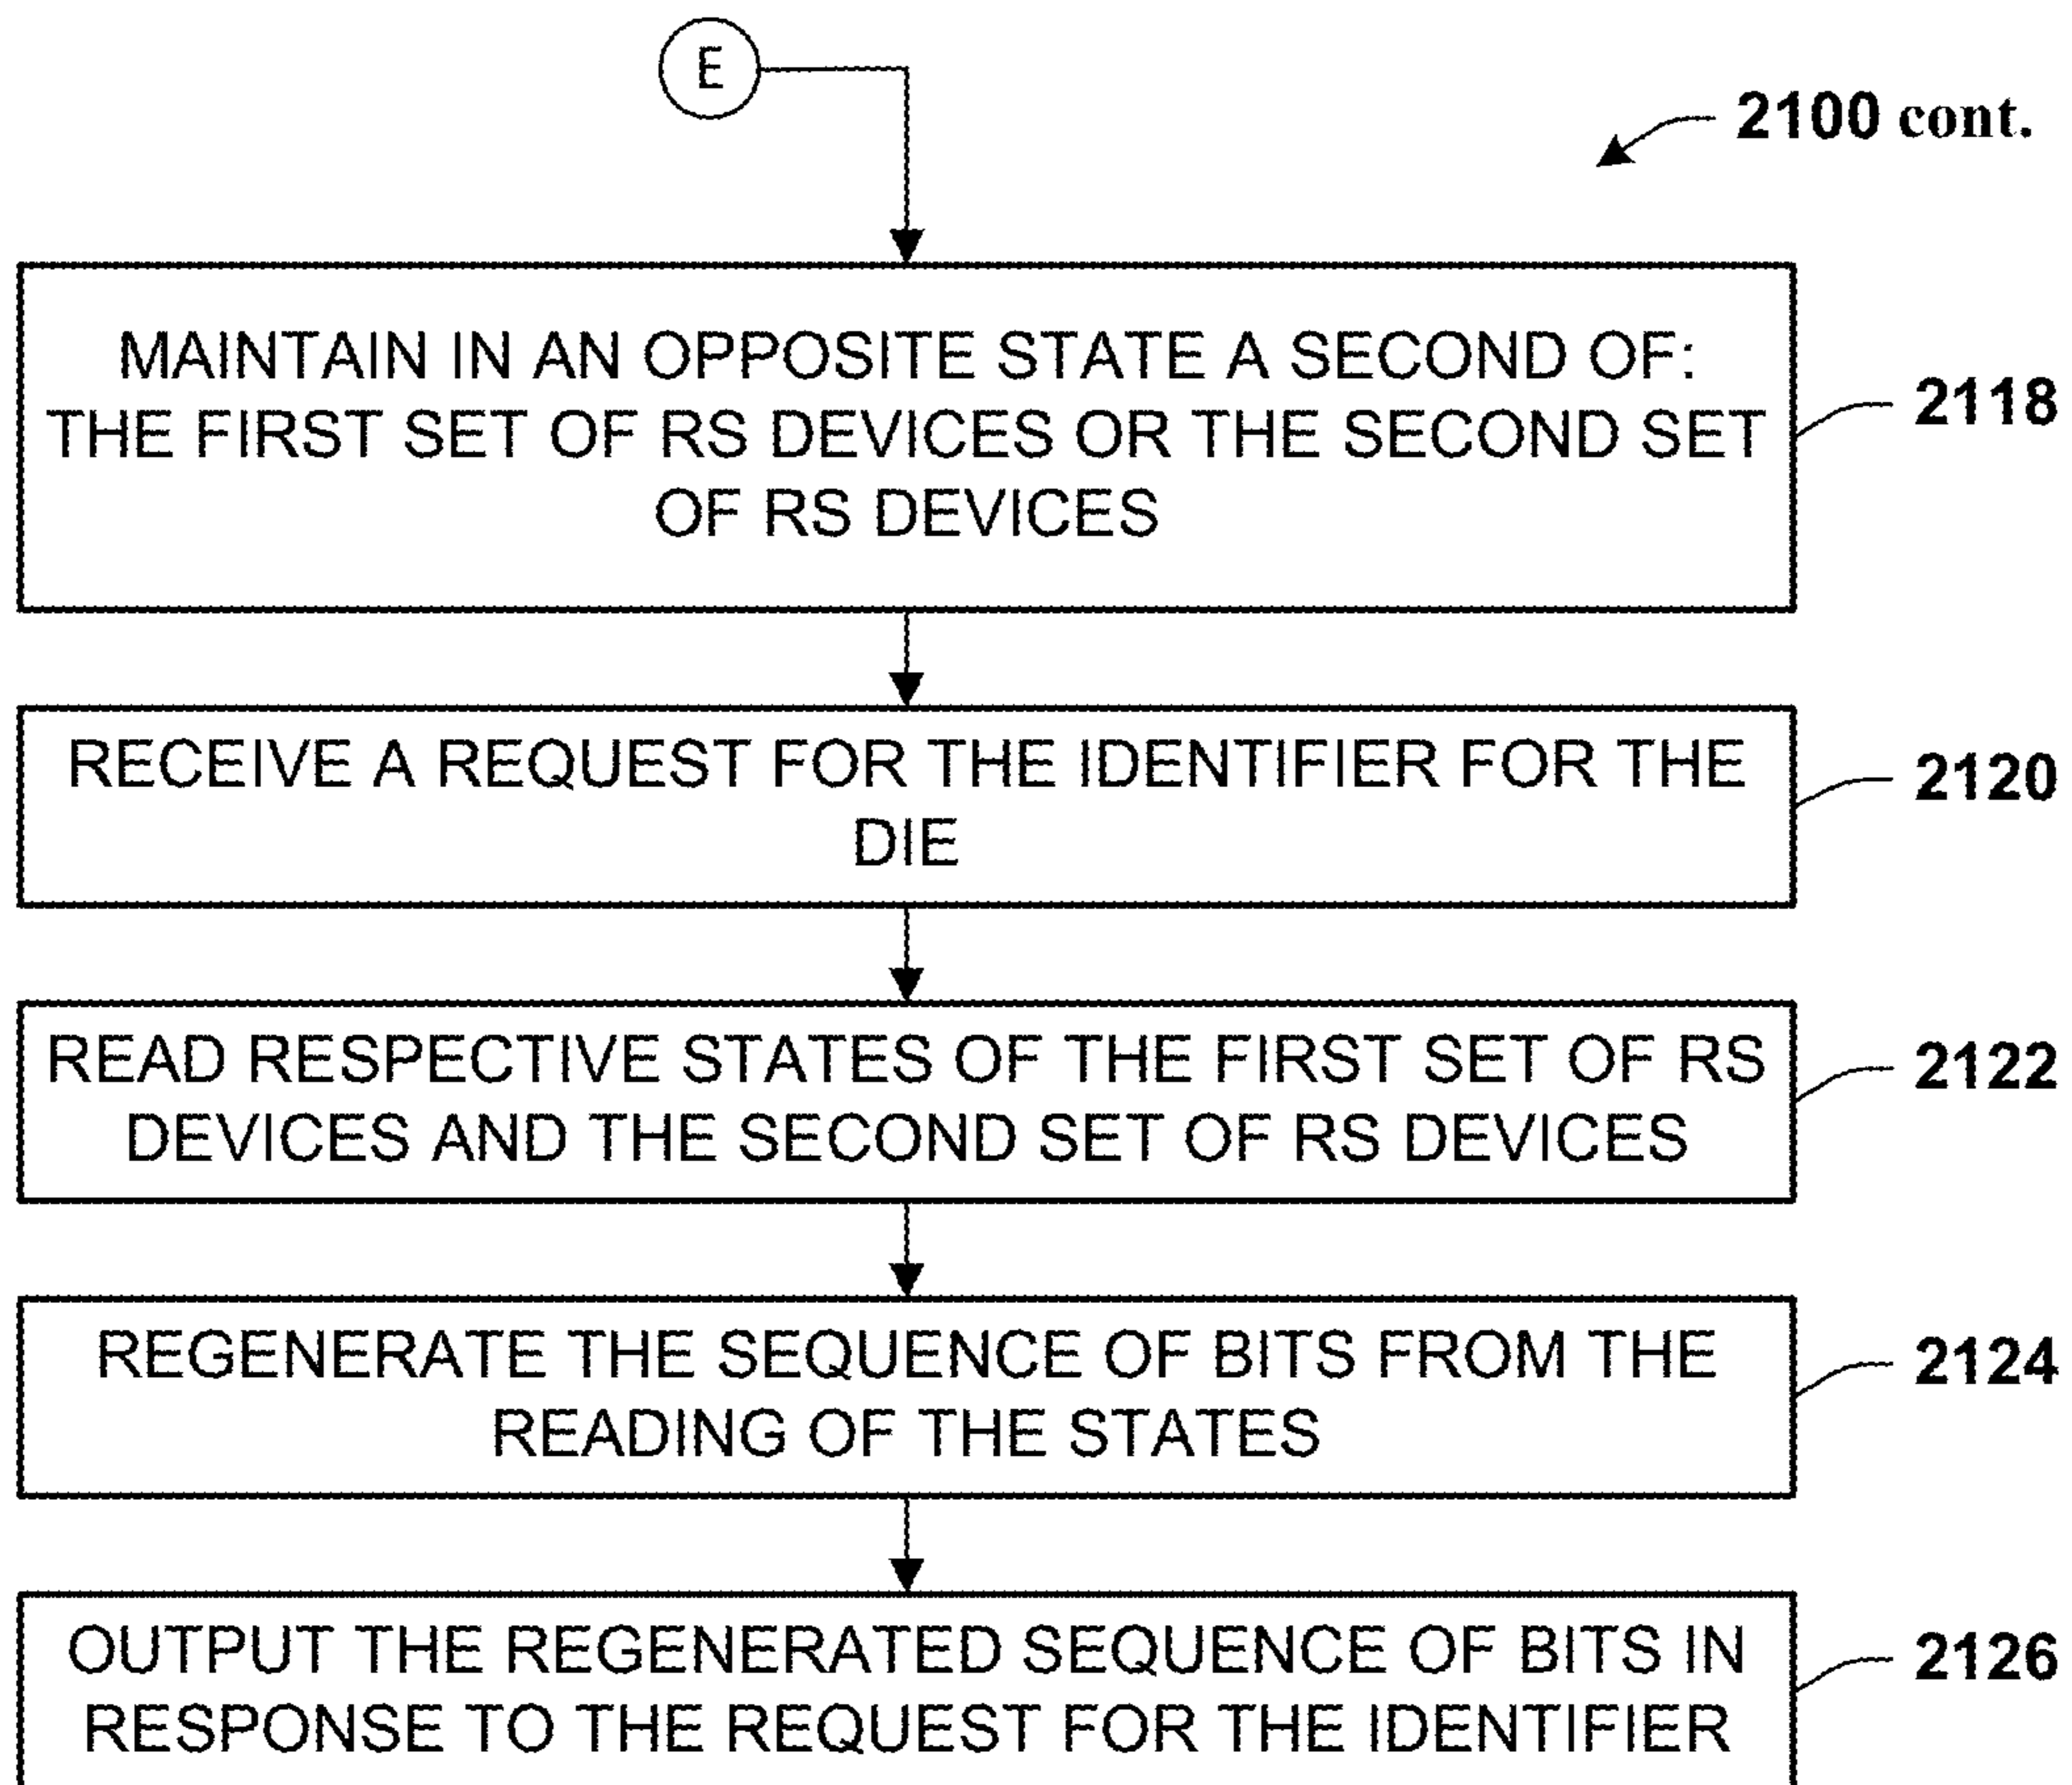 E
2100 cont.
MAINTAIN IN AN OPPOSITE STATE A SECOND OF:
THE FIRST SET OF RS DEVICES OR THE SECOND SET
OF RS DEVICES
2118
RECEIVE A REQUEST FOR THE IDENTIFIER FOR THE
DIE
2120
READ RESPECTIVE STATES OF THE FIRST SET OF RS
DEVICES AND THE SECOND SET OF RS DEVICES
2122
REGENERATE THE SEQUENCE OF BITS FROM THE
READING OF THE STATES
2124
OUTPUT THE REGENERATED SEQUENCE OF BITS IN
RESPONSE TO THE REQUEST FOR THE IDENTIFIER
2126